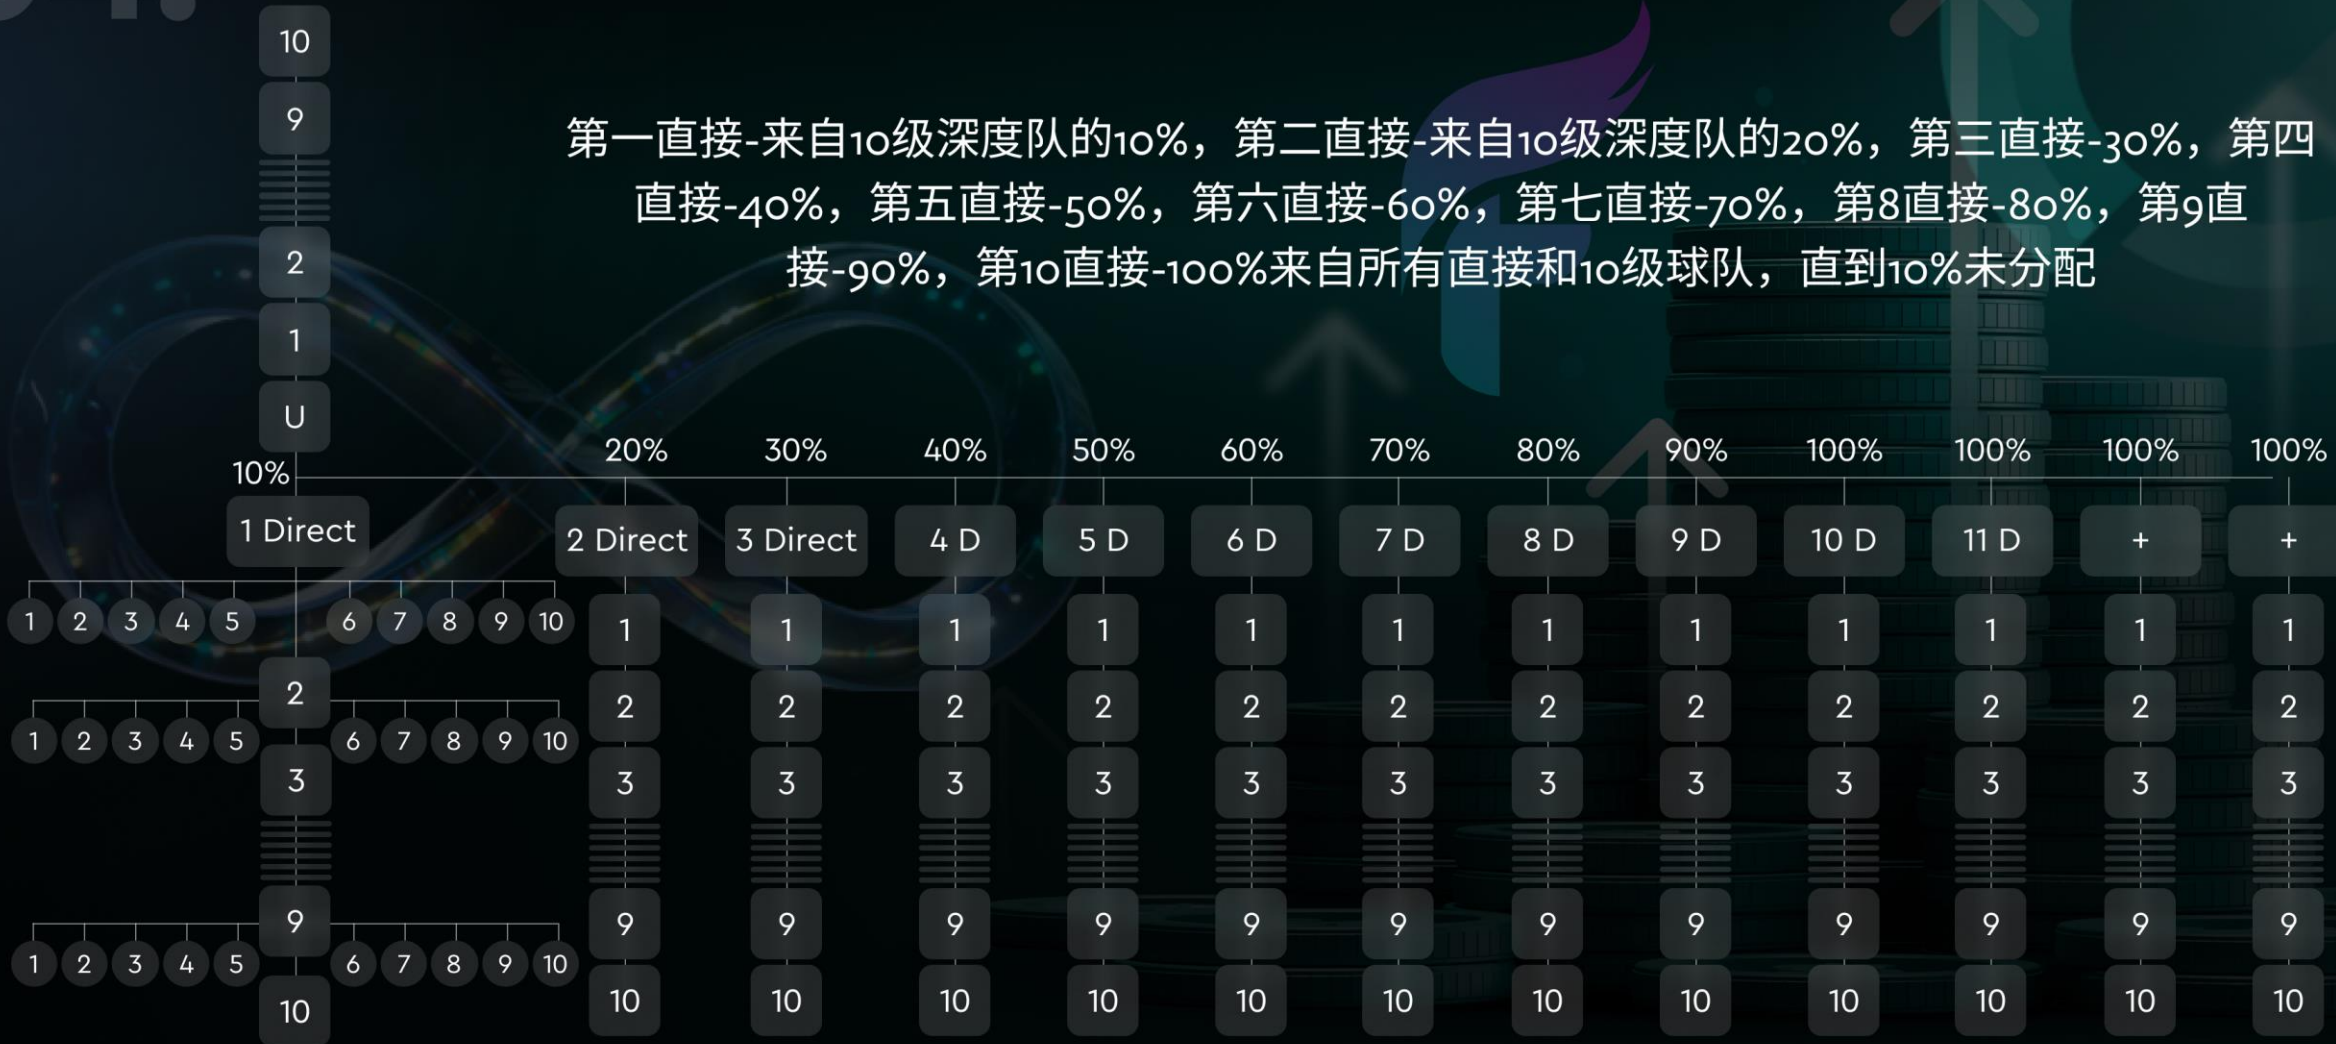 10
9
第一直接-来自10级深度队的10%，第二直接-来自10级深度队的20%，第三直接-30%，第四
直接-40%，第五直接-50%，第六直接-60%，第七直接-70%，第8直接-80%，第9直
接-90%，第10直接-100%来自所有直接和10级球队，直到10%未分配
2
1
U
10% 20% 30% 40% 50% 60% 70% 80% 90% 100% 100% 100% 100%
1 Direct 2 Direct 3 Direct 4 D 5 D 6 D 7 D 8 D 9 D 10 D 11 D + +
1 2 3 4 5 6 7 8 9 10 1 1 1 1 1 1 1 1 1 1 1 1
2 2 2 2 2 2 2 2 2 2 2 2 2
1 2 3 4 5 6 7 8 9 10
3 3 3 3 3 3 3 3 3 3 3 3 3
9 9 9 9 9 9 9 9 9 9 9 9 9
1 2 3 4 5 6 7 8 9 10
10 10 10 10 10 10 10 10 10 10 10 10 10